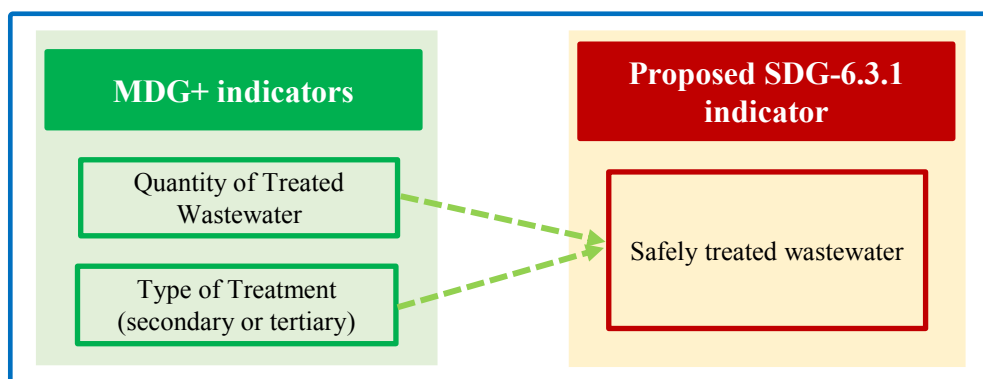 MDG+ indicators
Quantity of Treated
Wastewater
Type of Treatment
(secondary or tertiary)
Proposed SDG-6.3.1
indicator
Safely treated wastewater